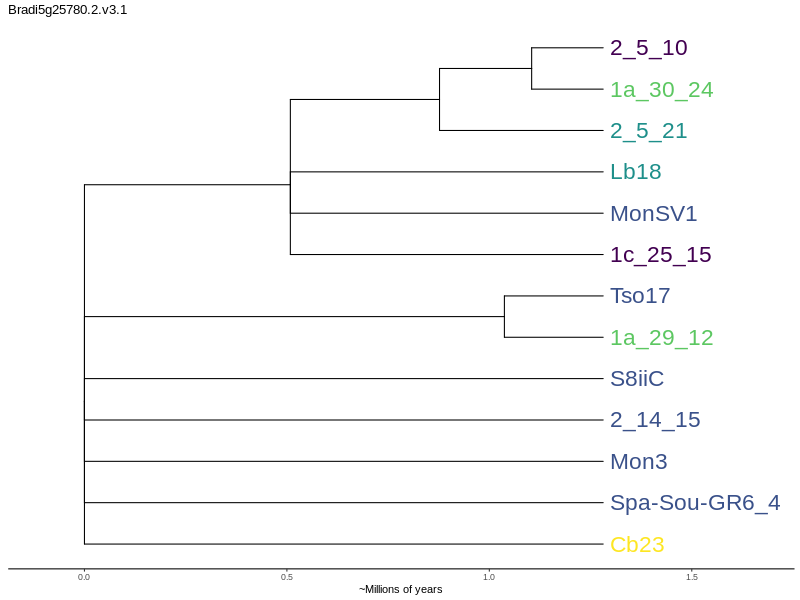 Bradi5g25780.2.v3.1
2_5_10
1a_30_24
2_5_21
Lb18
MonSV1
1c_25_15
Tso17
1a_29_12
S8iiC
2_14_15
Mon3
Spa-Sou-GR6_4
Cb23
0.0 0.5 1.0 1.5
~Millions of years